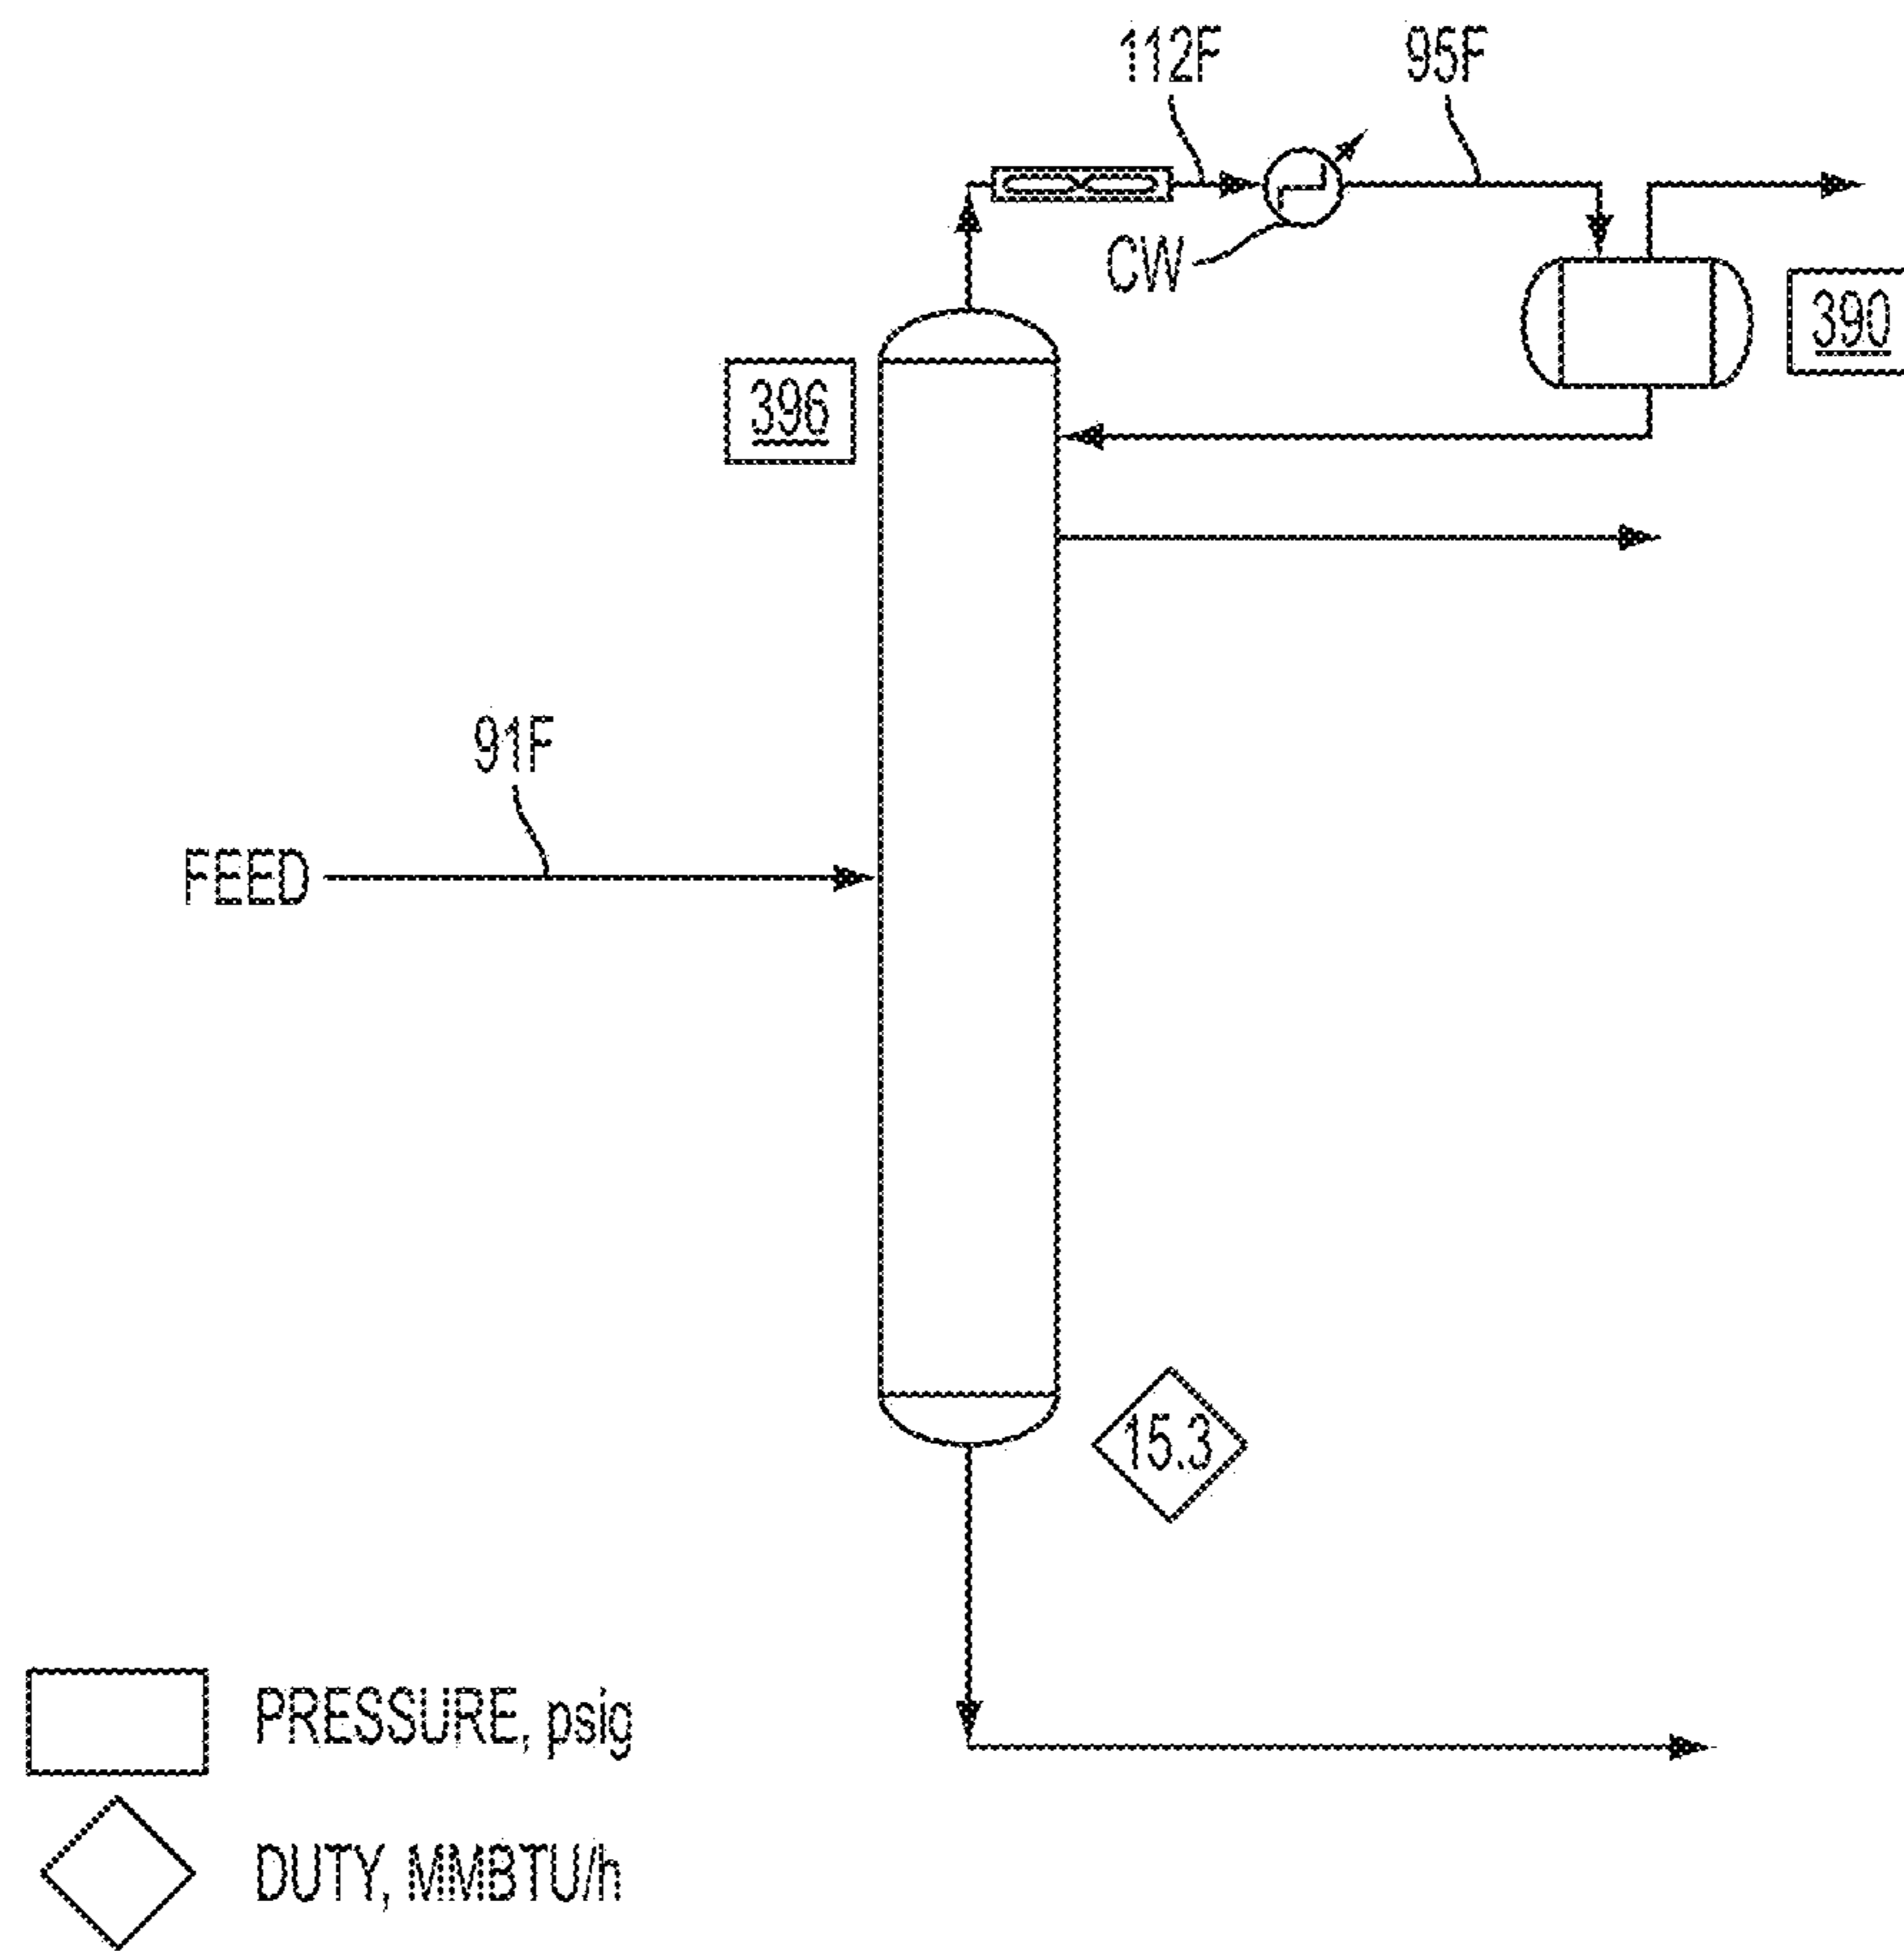 112F
95F
CW
390
396
91F
FEED
15.3
PRESSURE, psig
DUTY, MMBTU/h